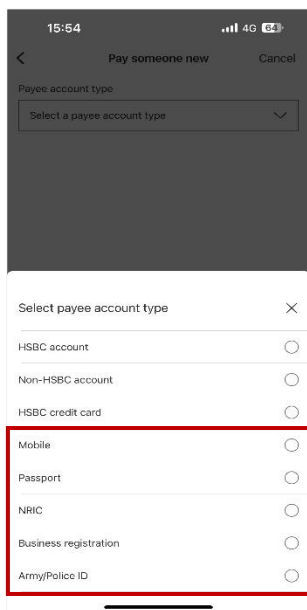 15:54
4G 64
Pay someone new
Cancel
Payee account type
Select a payee account type
Select payee account type
HSBC account
Non-HSBC account
HSBC credit card
Mobile
Passport
NRIC
Business registration
Army/Police ID